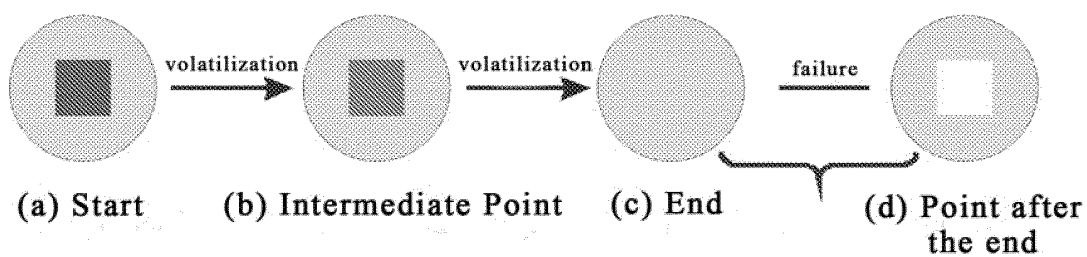 volatilization
volatilization
failure
(a) Start
(b) Intermediate Point
(c) End
(d) Point after
the end